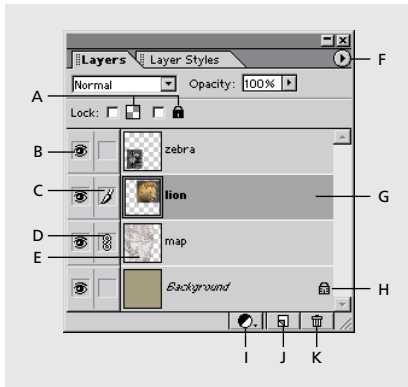 Layers Layer Styles
F
Normal Opacity: 100%
A
Lock:
B zebra
C lion G
D map
E
Background H
I J K